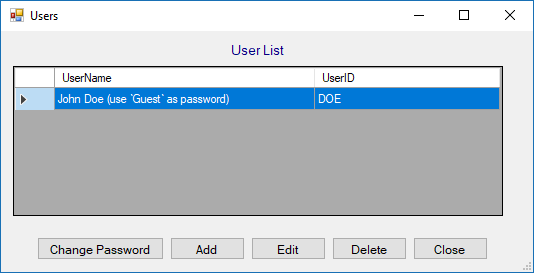 Users
User List
UserName UserID
John Doe (use `Guest` as password) DOE
Change Password Add Edit Delete Close